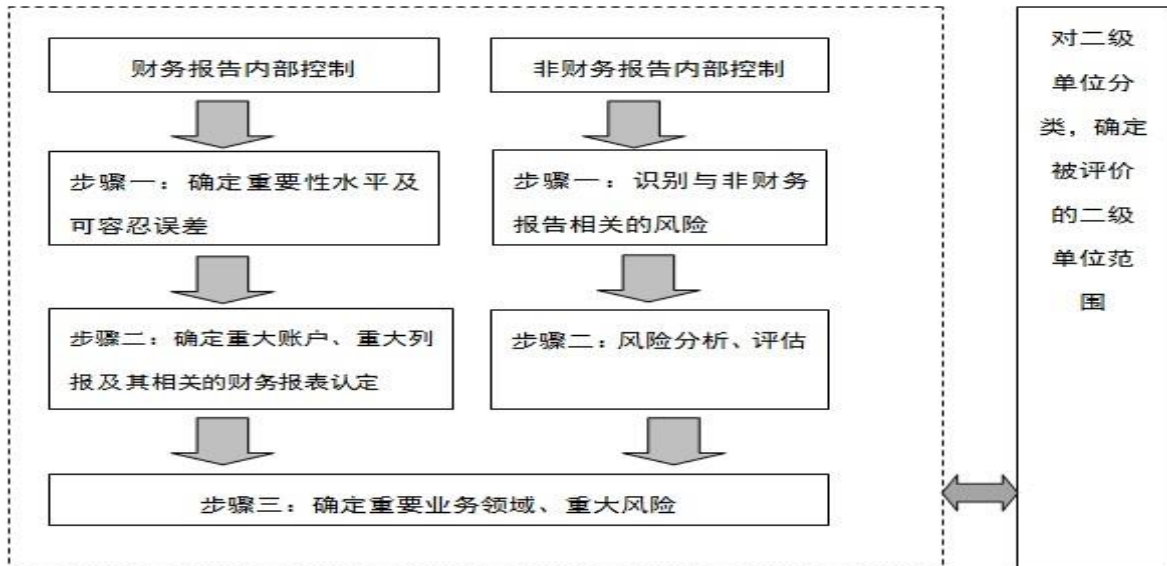 财务报告内部控制
非财务报告内部控制
步骤一：确定重要性水平及
可容忍误差
步骤一：识别与非财务
报告相关的风险
步骤二：确定重大账户、重大列
报及其相关的财务报表认定
步骤二：风险分析、评估
步骤三：确定重要业务领域、重大风险
对二级
单位分
类，确定
被评价
的二级
单位范
围